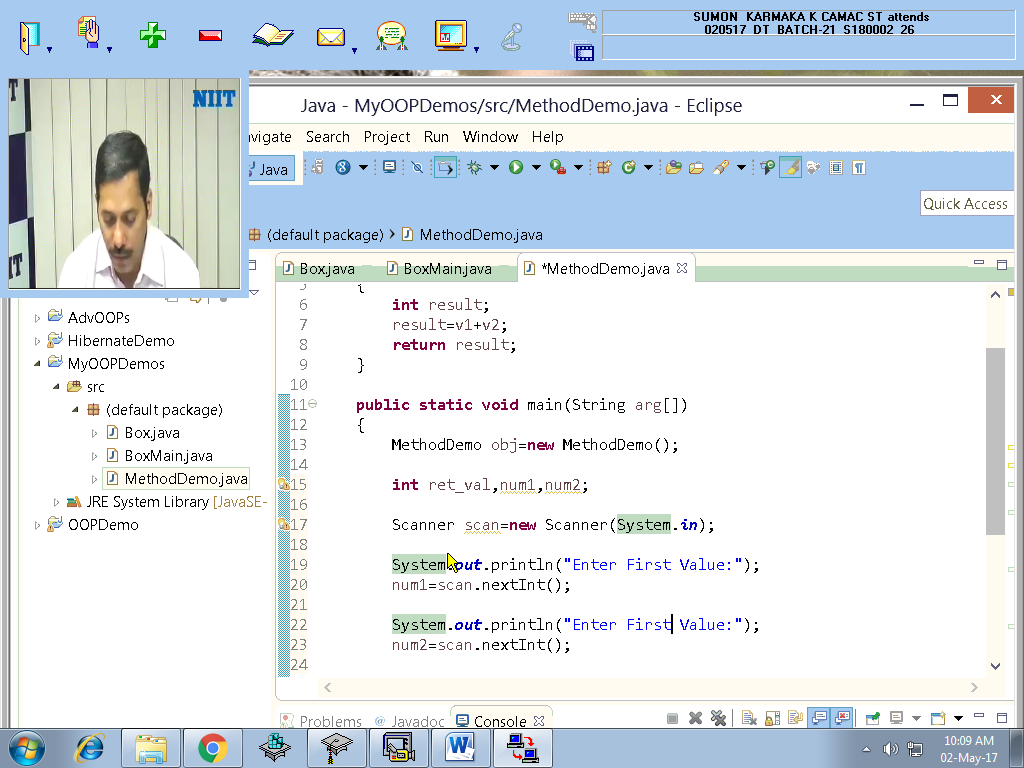 SUMON KARMAKA K CAMAC ST attends
020517_DT_BATCH-21_S180002_26
NIIT
Java - MyOOPDemos/src/MethodDemo.java - Eclipse
avigate Search Project Run Window Help
Java
Quick Access
(default package) MethodDemo.java
Box.java BoxMain.java *MethodDemo.java
AdvOOPs
HibernateDemo
MyOOPDemos
src
(default package)
Box.java
BoxMain.java
MethodDemo.java
JRE System Library [JavaSE-
OOPDemo
5 {
6 int result;
7 result=v1+v2;
8 return result;
9 }
10
11 public static void main(String arg[])
12 {
13 MethodDemo obj=new MethodDemo();
14
15 int ret_val,num1,num2;
16
17 Scanner scan=new Scanner(System.in);
18
19 System.out.println("Enter First Value:");
20 num1=scan.nextInt();
21
22 System.out.println("Enter First Value:");
23 num2=scan.nextInt();
24
Problems @ Javadoc Console
10:09 AM
02-May-17